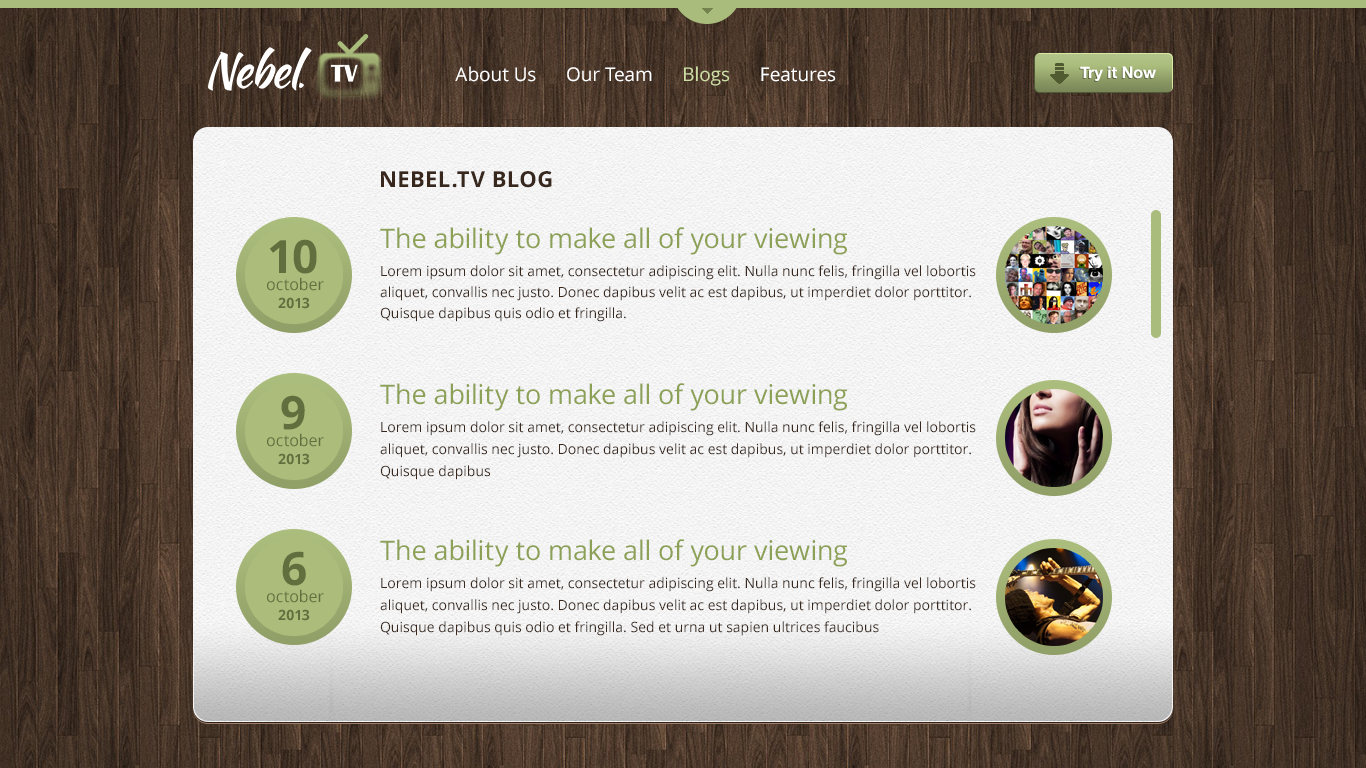 Nebel.
TV
About Us
Our Team
Blogs
Features
Try it Now
NEBEL.TV BLOG
10
october
2013
The ability to make all of your viewing
Lorem ipsum dolor sit amet, consectetur adipiscing elit. Nulla nunc felis, fringilla vel lobortis
aliquet, convallis nec justo. Donec dapibus velit ac est dapibus, ut imperdiet dolor porttitor.
Quisque dapibus quis odio et fringilla.
9
october
2013
The ability to make all of your viewing
Lorem ipsum dolor sit amet, consectetur adipiscing elit. Nulla nunc felis, fringilla vel lobortis
aliquet, convallis nec justo. Donec dapibus velit ac est dapibus, ut imperdiet dolor porttitor.
Quisque dapibus
6
october
2013
The ability to make all of your viewing
Lorem ipsum dolor sit amet, consectetur adipiscing elit. Nulla nunc felis, fringilla vel lobortis
aliquet, convallis nec justo. Donec dapibus velit ac est dapibus, ut imperdiet dolor porttitor.
Quisque dapibus quis odio et fringilla. Sed et urna ut sapien ultrices faucibus